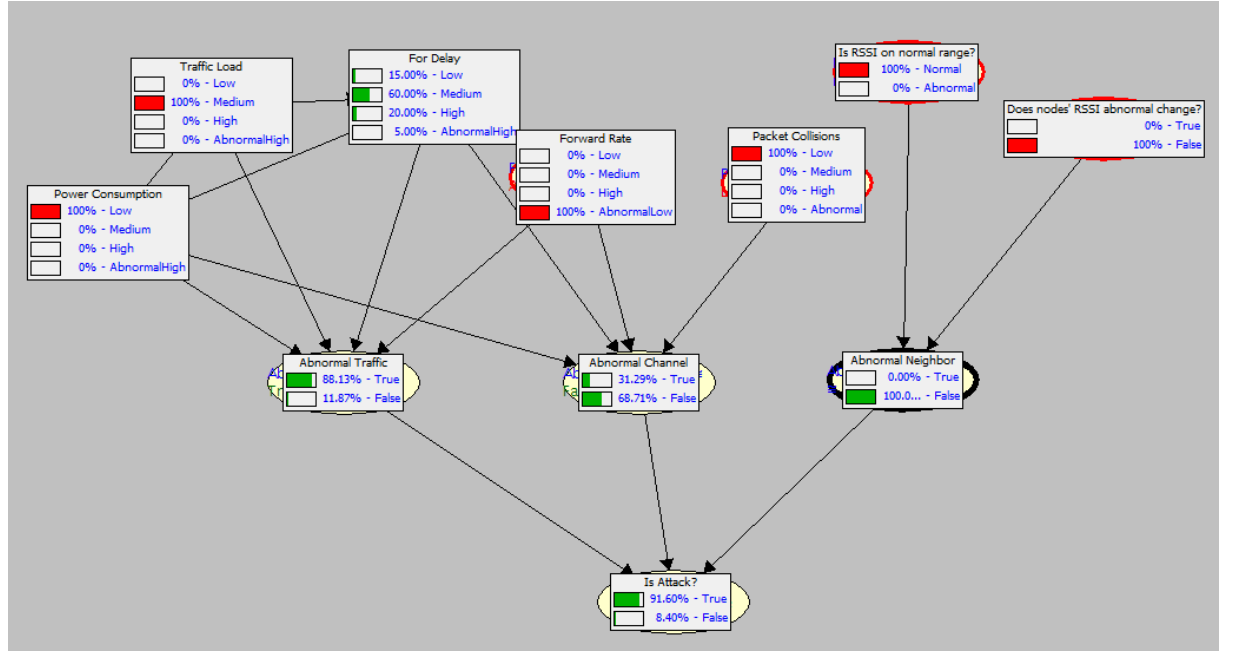 Traffic Load
0% - Low
100% - Medium
0% - High
0% - AbnormalHigh
For Delay
15.00% - Low
60.00% - Medium
20.00% - High
5.00% - AbnormalHigh
Is RSSI on normal range?
100% - Normal
0% - Abnormal
Does nodes' RSSI abnormal change?
0% - True
100% - False
Forward Rate
0% - Low
0% - Medium
0% - High
100% - AbnormalLow
Packet Collisions
100% - Low
0% - Medium
0% - High
0% - Abnormal
Power Consumption
100% - Low
0% - Medium
0% - High
0% - AbnormalHigh
Abnormal Traffic
88.13% - True
11.87% - False
Abnormal Channel
31.29% - True
68.71% - False
Abnormal Neighbor
0.00% - True
100.0... - False
Is Attack?
91.60% - True
8.40% - False